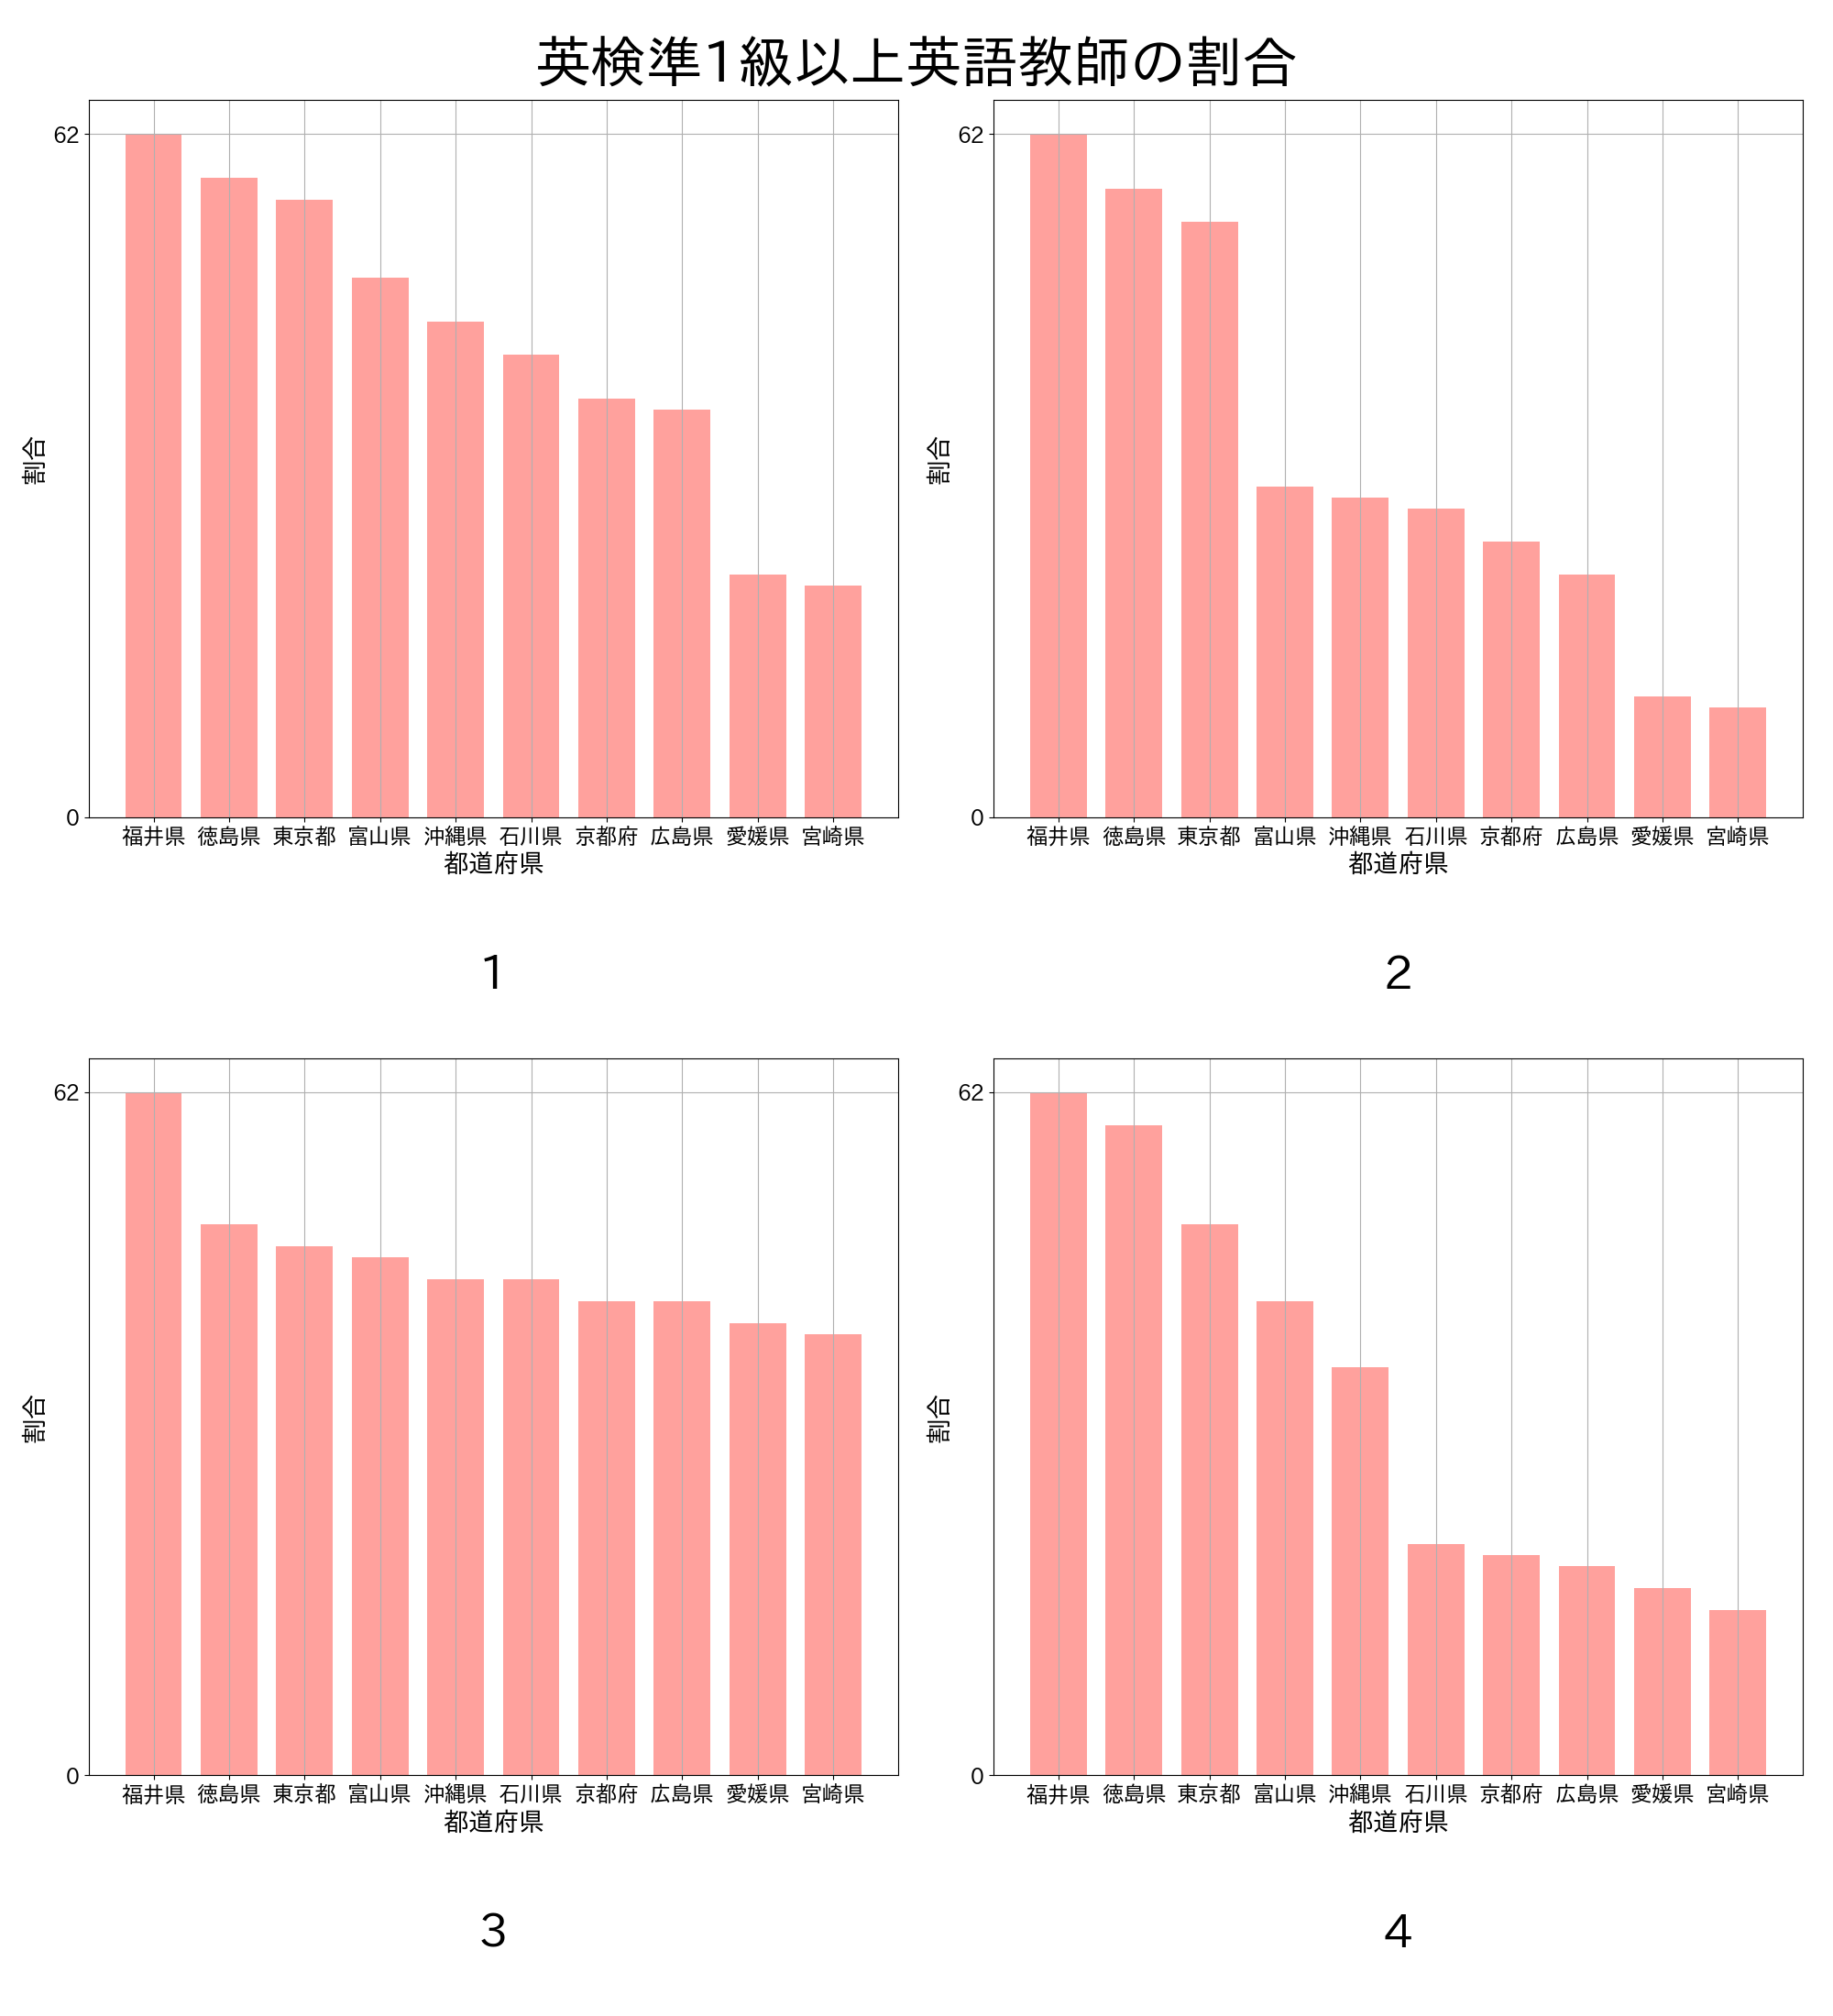 英検準1級以上英語教師の割合
62
0
割合
福井県 徳島県 東京都 富山県 沖縄県 石川県 京都府 広島県 愛媛県 宮崎県
都道府県
1
62
0
割合
福井県 徳島県 東京都 富山県 沖縄県 石川県 京都府 広島県 愛媛県 宮崎県
都道府県
2
62
0
割合
福井県 徳島県 東京都 富山県 沖縄県 石川県 京都府 広島県 愛媛県 宮崎県
都道府県
3
62
0
割合
福井県 徳島県 東京都 富山県 沖縄県 石川県 京都府 広島県 愛媛県 宮崎県
都道府県
4